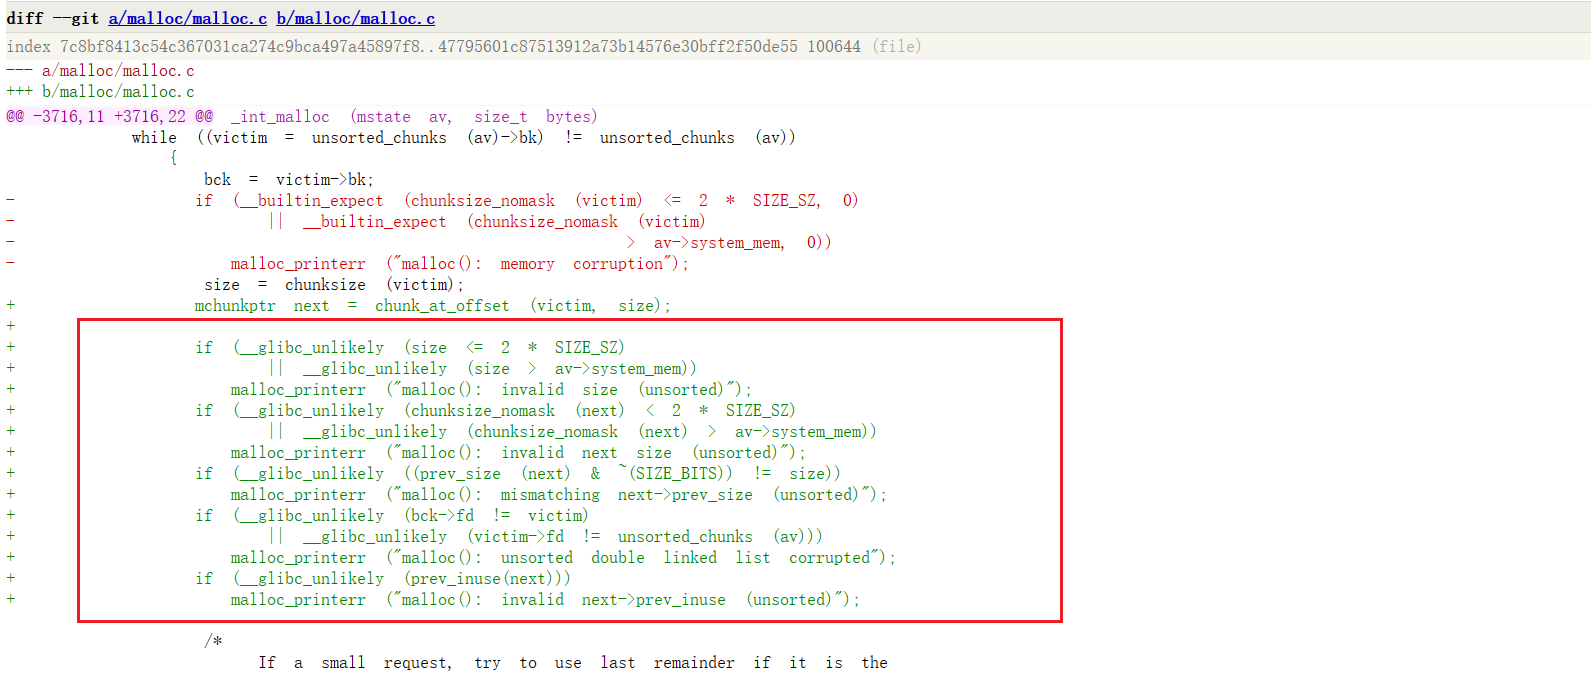 diff --git a/malloc/malloc.c b/malloc/malloc.c
index 7c8bf8413c54c367031ca274c9bca497a45897f8..47795601c87513912a73b14576e30bff2f50de55 100644 (file)
--- a/malloc/malloc.c
+++ b/malloc/malloc.c
@@ -3716,11 +3716,22 @@ _int_malloc (mstate av, size_t bytes)
while ((victim = unsorted_chunks (av)->bk) != unsorted_chunks (av))
{
bck = victim->bk;
- if (__builtin_expect (chunksize_nomask (victim) <= 2 * SIZE_SZ, 0)
- || __builtin_expect (chunksize_nomask (victim)
- > av->system_mem, 0))
- malloc_printerr ("malloc(): memory corruption");
size = chunksize (victim);
+ mchunkptr next = chunk_at_offset (victim, size);
+
+ if (__glibc_unlikely (size <= 2 * SIZE_SZ)
+ || __glibc_unlikely (size > av->system_mem))
+ malloc_printerr ("malloc(): invalid size (unsorted)");
+ if (__glibc_unlikely (chunksize_nomask (next) < 2 * SIZE_SZ)
+ || __glibc_unlikely (chunksize_nomask (next) > av->system_mem))
+ malloc_printerr ("malloc(): invalid next size (unsorted)");
+ if (__glibc_unlikely ((prev_size (next) & ~(SIZE_BITS)) != size))
+ malloc_printerr ("malloc(): mismatching next->prev_size (unsorted)");
+ if (__glibc_unlikely (bck->fd != victim)
+ || __glibc_unlikely (victim->fd != unsorted_chunks (av)))
+ malloc_printerr ("malloc(): unsorted double linked list corrupted");
+ if (__glibc_unlikely (prev_inuse(next)))
+ malloc_printerr ("malloc(): invalid next->prev_inuse (unsorted)");
/*
If a small request, try to use last remainder if it is the